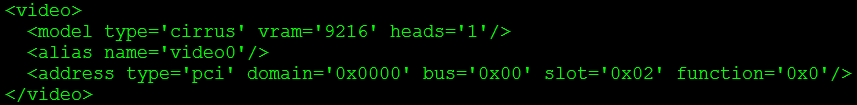 <video>
  <model type='cirrus' vram='9216' heads='1'/>
  <alias name='video0'/>
  <address type='pci' domain='0x0000' bus='0x00' slot='0x02' function='0x0'/>
</video>